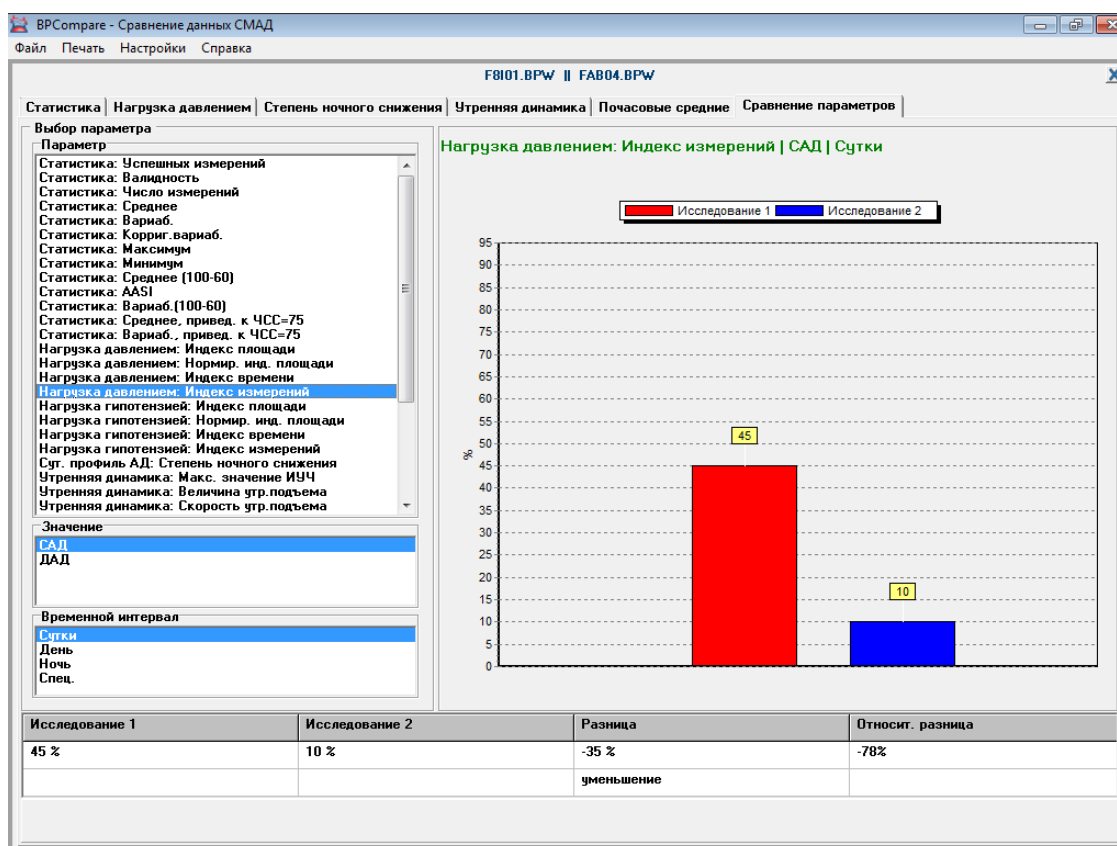 BPCompare - Сравнение данных СМАД
Файл Печать Настройки Справка
F8I01.BPW || FAB04.BPW
Статистика Нагрузка давлением Степень ночного снижения Утренняя динамика Почасовые средние Сравнение параметров
Выбор параметра
Параметр
Статистика: Успешных измерений
Статистика: Валидность
Статистика: Число измерений
Статистика: Среднее
Статистика: Вариаб.
Статистика: Корриг.вариаб.
Статистика: Максимум
Статистика: Минимум
Статистика: Среднее (100-60)
Статистика: AASI
Статистика: Вариаб.(100-60)
Статистика: Среднее, привед. к ЧСС=75
Статистика: Вариаб., привед. к ЧСС=75
Нагрузка давлением: Индекс площади
Нагрузка давлением: Нормир. инд. площади
Нагрузка давлением: Индекс времени
Нагрузка давлением: Индекс измерений
Нагрузка гипотензией: Индекс площади
Нагрузка гипотензией: Нормир. инд. площади
Нагрузка гипотензией: Индекс времени
Нагрузка гипотензией: Индекс измерений
Сут. профиль АД: Степень ночного снижения
Утренняя динамика: Макс. значение ИУЧ
Утренняя динамика: Величина утр.подъема
Утренняя динамика: Скорость утр.подъема
Значение
САД
ДАД
Временной интервал
Сутки
День
Ночь
Спец.
Нагрузка давлением: Индекс измерений | САД | Сутки
Исследование 1 Исследование 2
95
90
85
80
75
70
65
60
55
50
45
40
35
30
25
20
15
10
5
0
%
45
10
Исследование 1 Исследование 2 Разница Относит. разница
45 % 10 % -35 % -78%
уменьшение